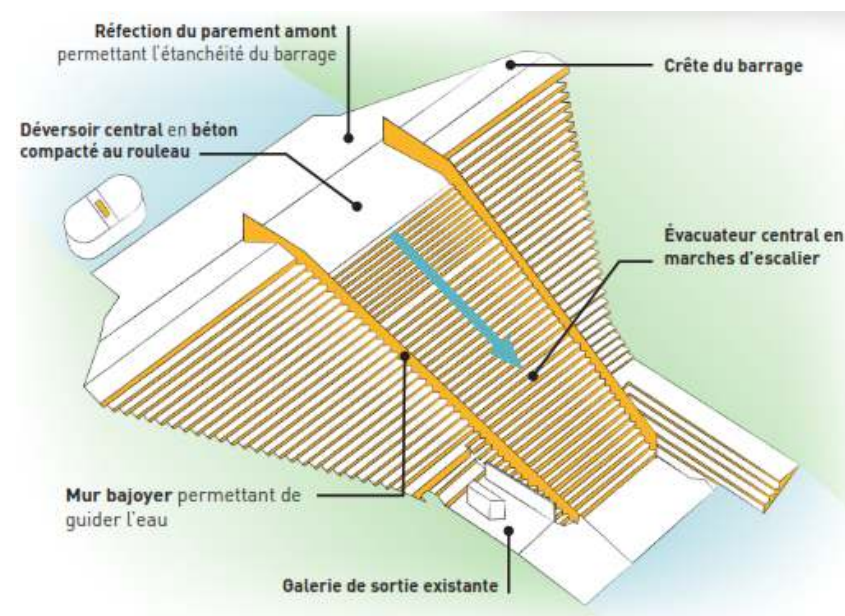 Réfection du parement amont
permettant l'étanchéité du barrage
Crête du barrage
Déversoir central en béton
compacté au rouleau
Évacuateur central en
marches d'escalier
Mur bajoyer permettant de
guider l'eau
Galerie de sortie existante